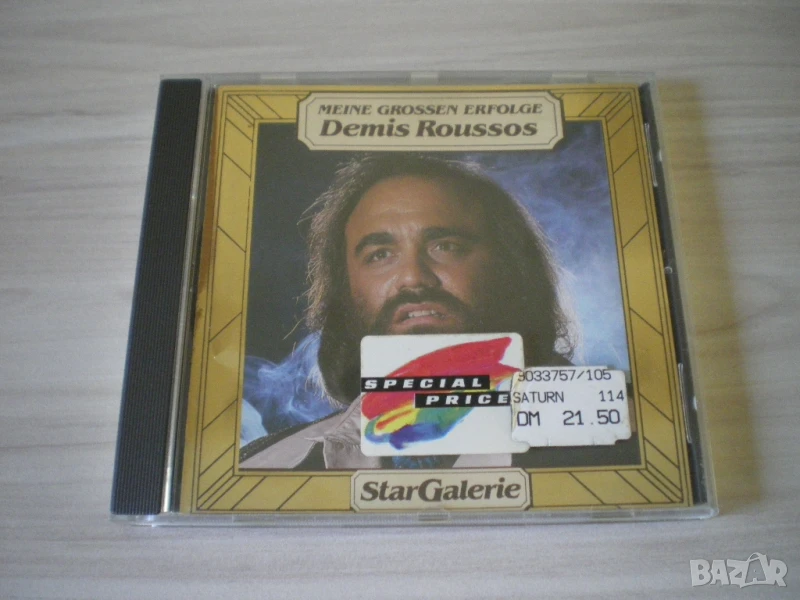 MEINE GROSSEN ERFOLGE
Demis Roussos
SPECIAL
PRICE
9033757/105
SATURN 114
DM 21.50
StarGalerie
BAZAR